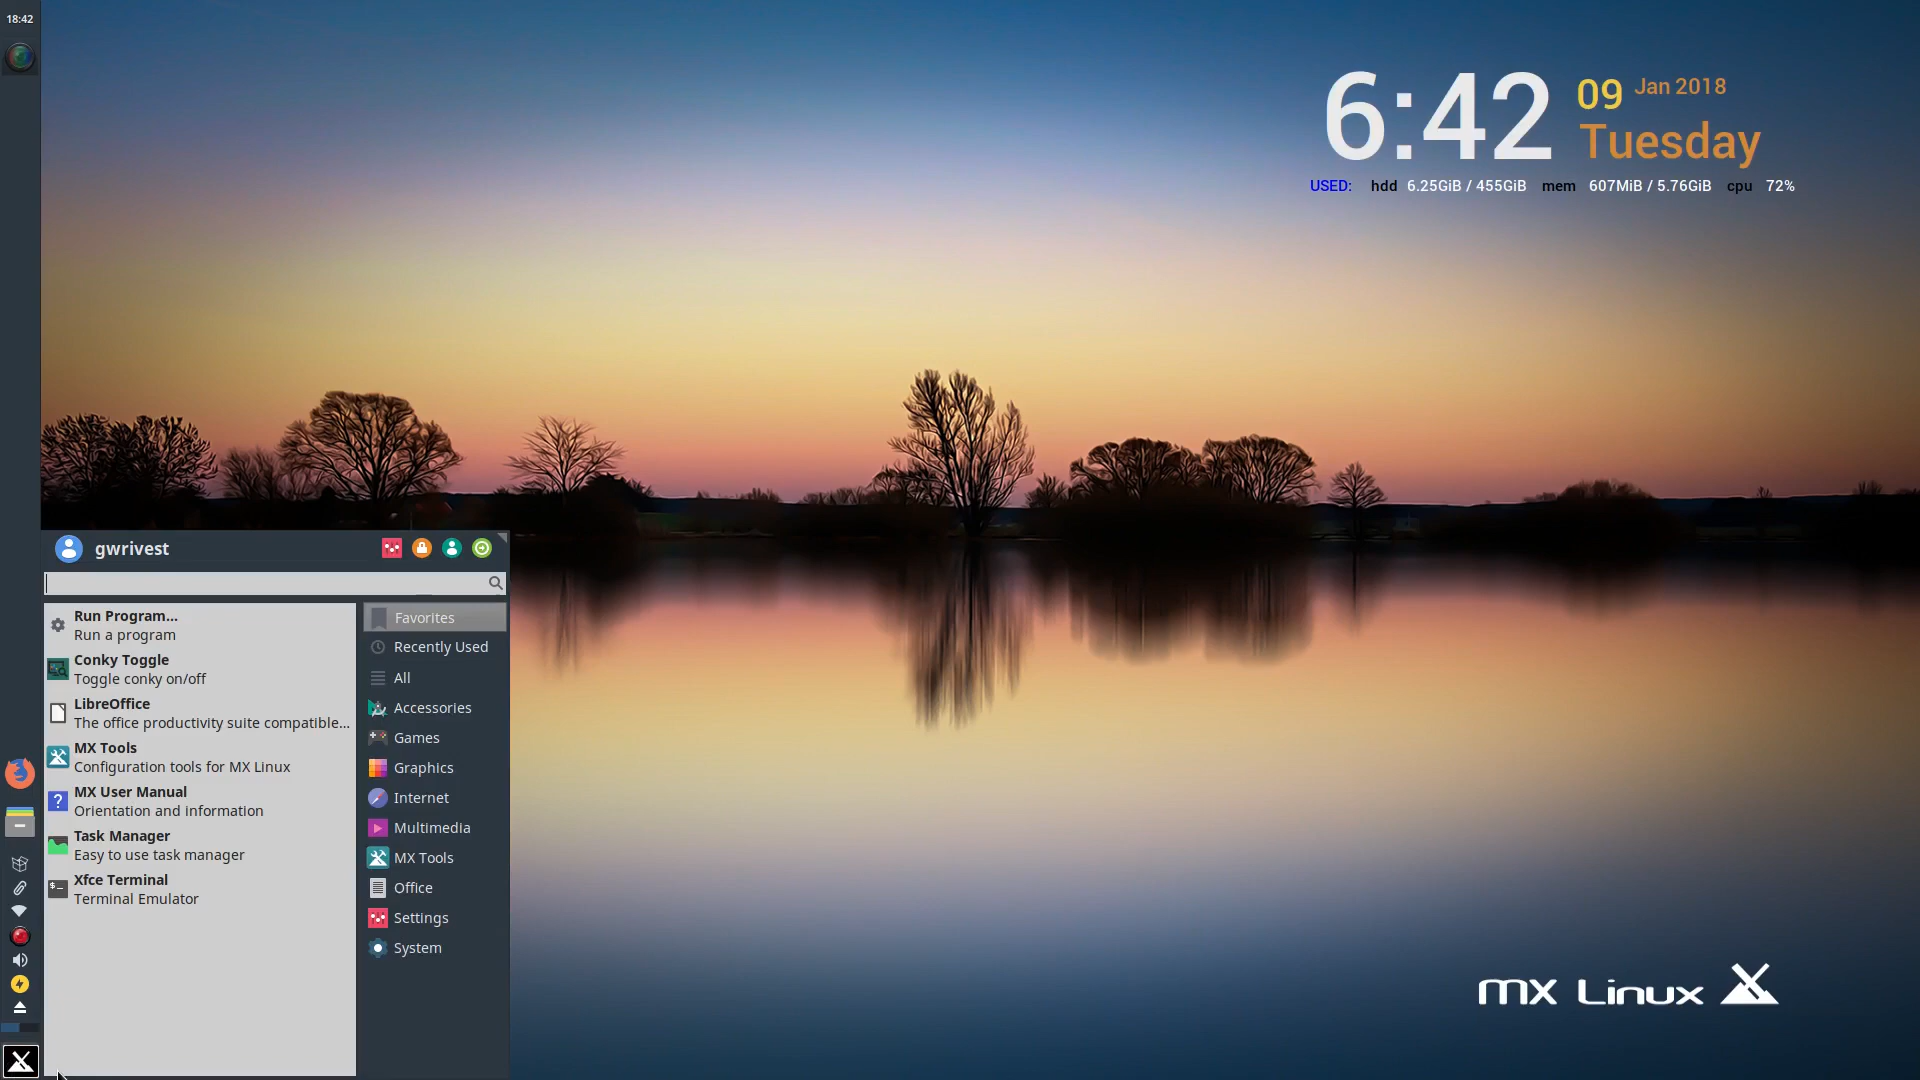 18:42
6:42
09 Jan 2018
Tuesday
USED: hdd 6.25GiB / 455GiB mem 607MiB / 5.76GiB cpu 72%
gwrivest
Run Program...
Run a program
Conky Toggle
Toggle conky on/off
LibreOffice
The office productivity suite compatible...
MX Tools
Configuration tools for MX Linux
MX User Manual
Orientation and information
Task Manager
Easy to use task manager
Xfce Terminal
Terminal Emulator
Favorites
Recently Used
All
Accessories
Games
Graphics
Internet
Multimedia
MX Tools
Office
Settings
System
mx Linux